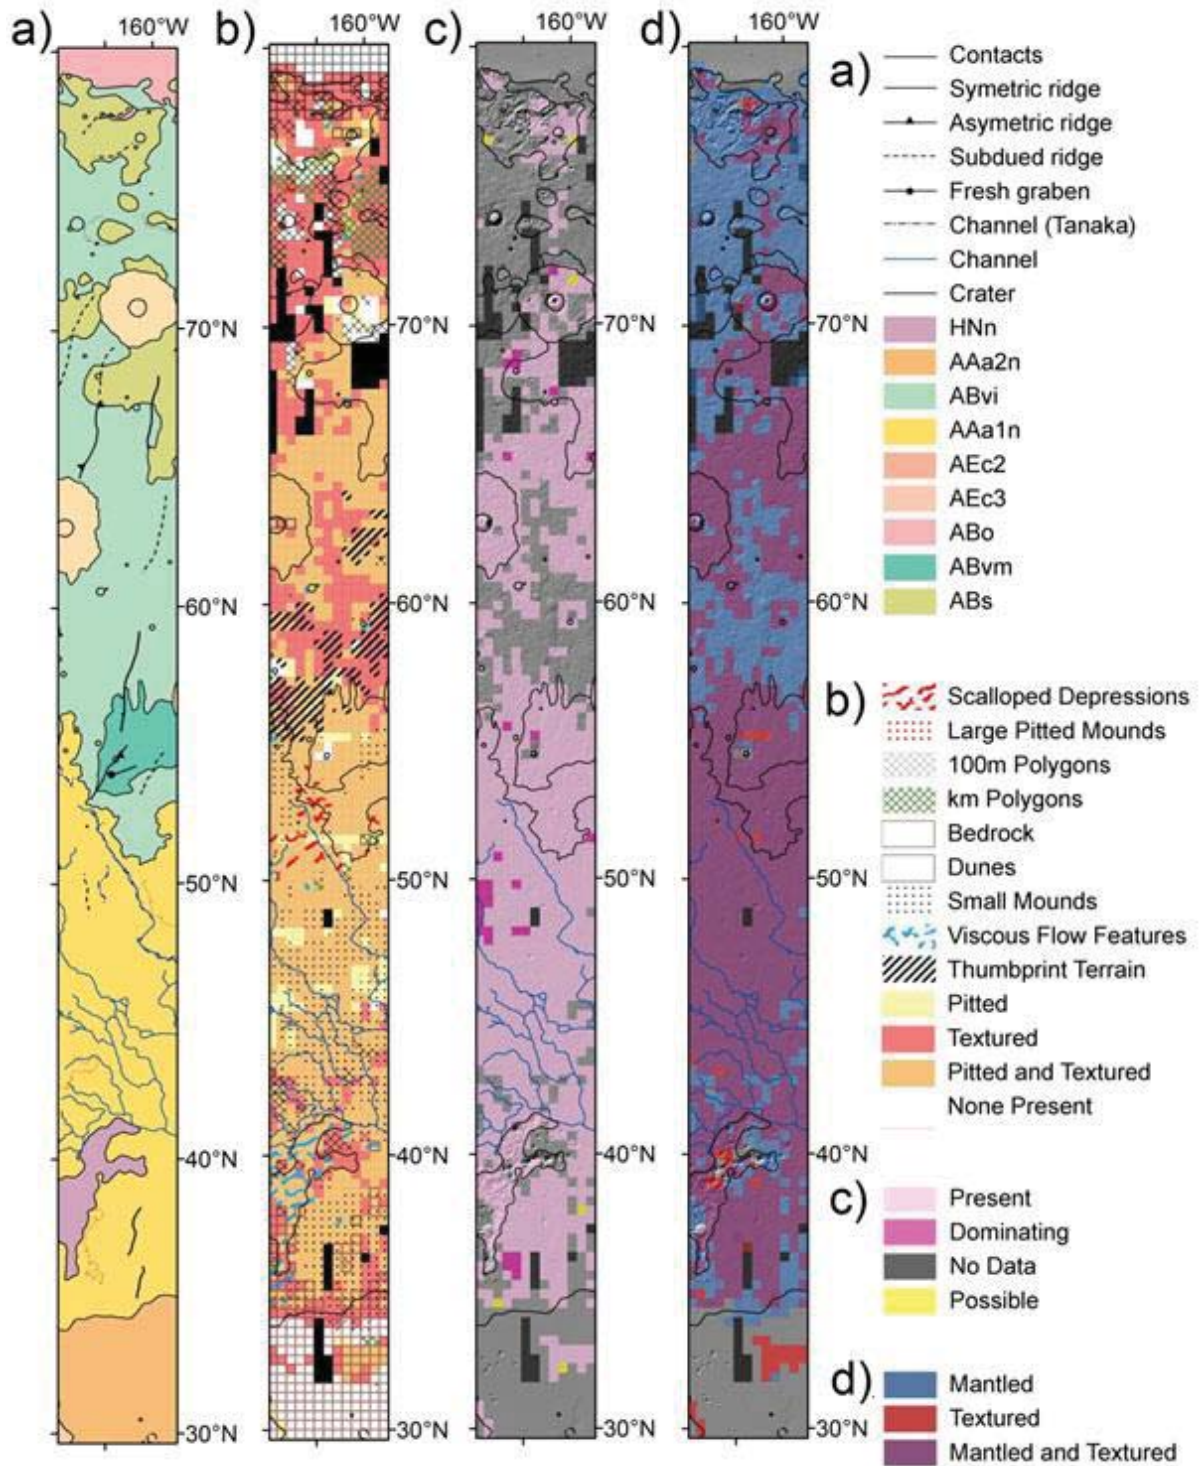 a) 160°W
b) 160°W
c) 160°W
d) 160°W
70°N 70°N 70°N 70°N
60°N 60°N 60°N 60°N
50°N 50°N 50°N 50°N
40°N 40°N 40°N 40°N
30°N 30°N 30°N 30°N
a)
Contacts
Symetric ridge
Asymetric ridge
Subdued ridge
Fresh graben
Channel (Tanaka)
Channel
Crater
HNn
AAa2n
ABvi
AAa1n
AEc2
AEc3
ABo
ABvm
ABs
b)
Scalloped Depressions
Large Pitted Mounds
100m Polygons
km Polygons
Bedrock
Dunes
Small Mounds
Viscous Flow Features
Thumbprint Terrain
Pitted
Textured
Pitted and Textured
None Present
c)
Present
Dominating
No Data
Possible
d)
Mantled
Textured
Mantled and Textured